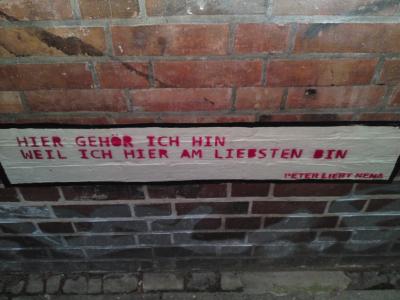 HIER GEHÖR ICH HIN
WEIL ICH HIER AM LIEBSTEN BIN
PETER LIEBT NENA